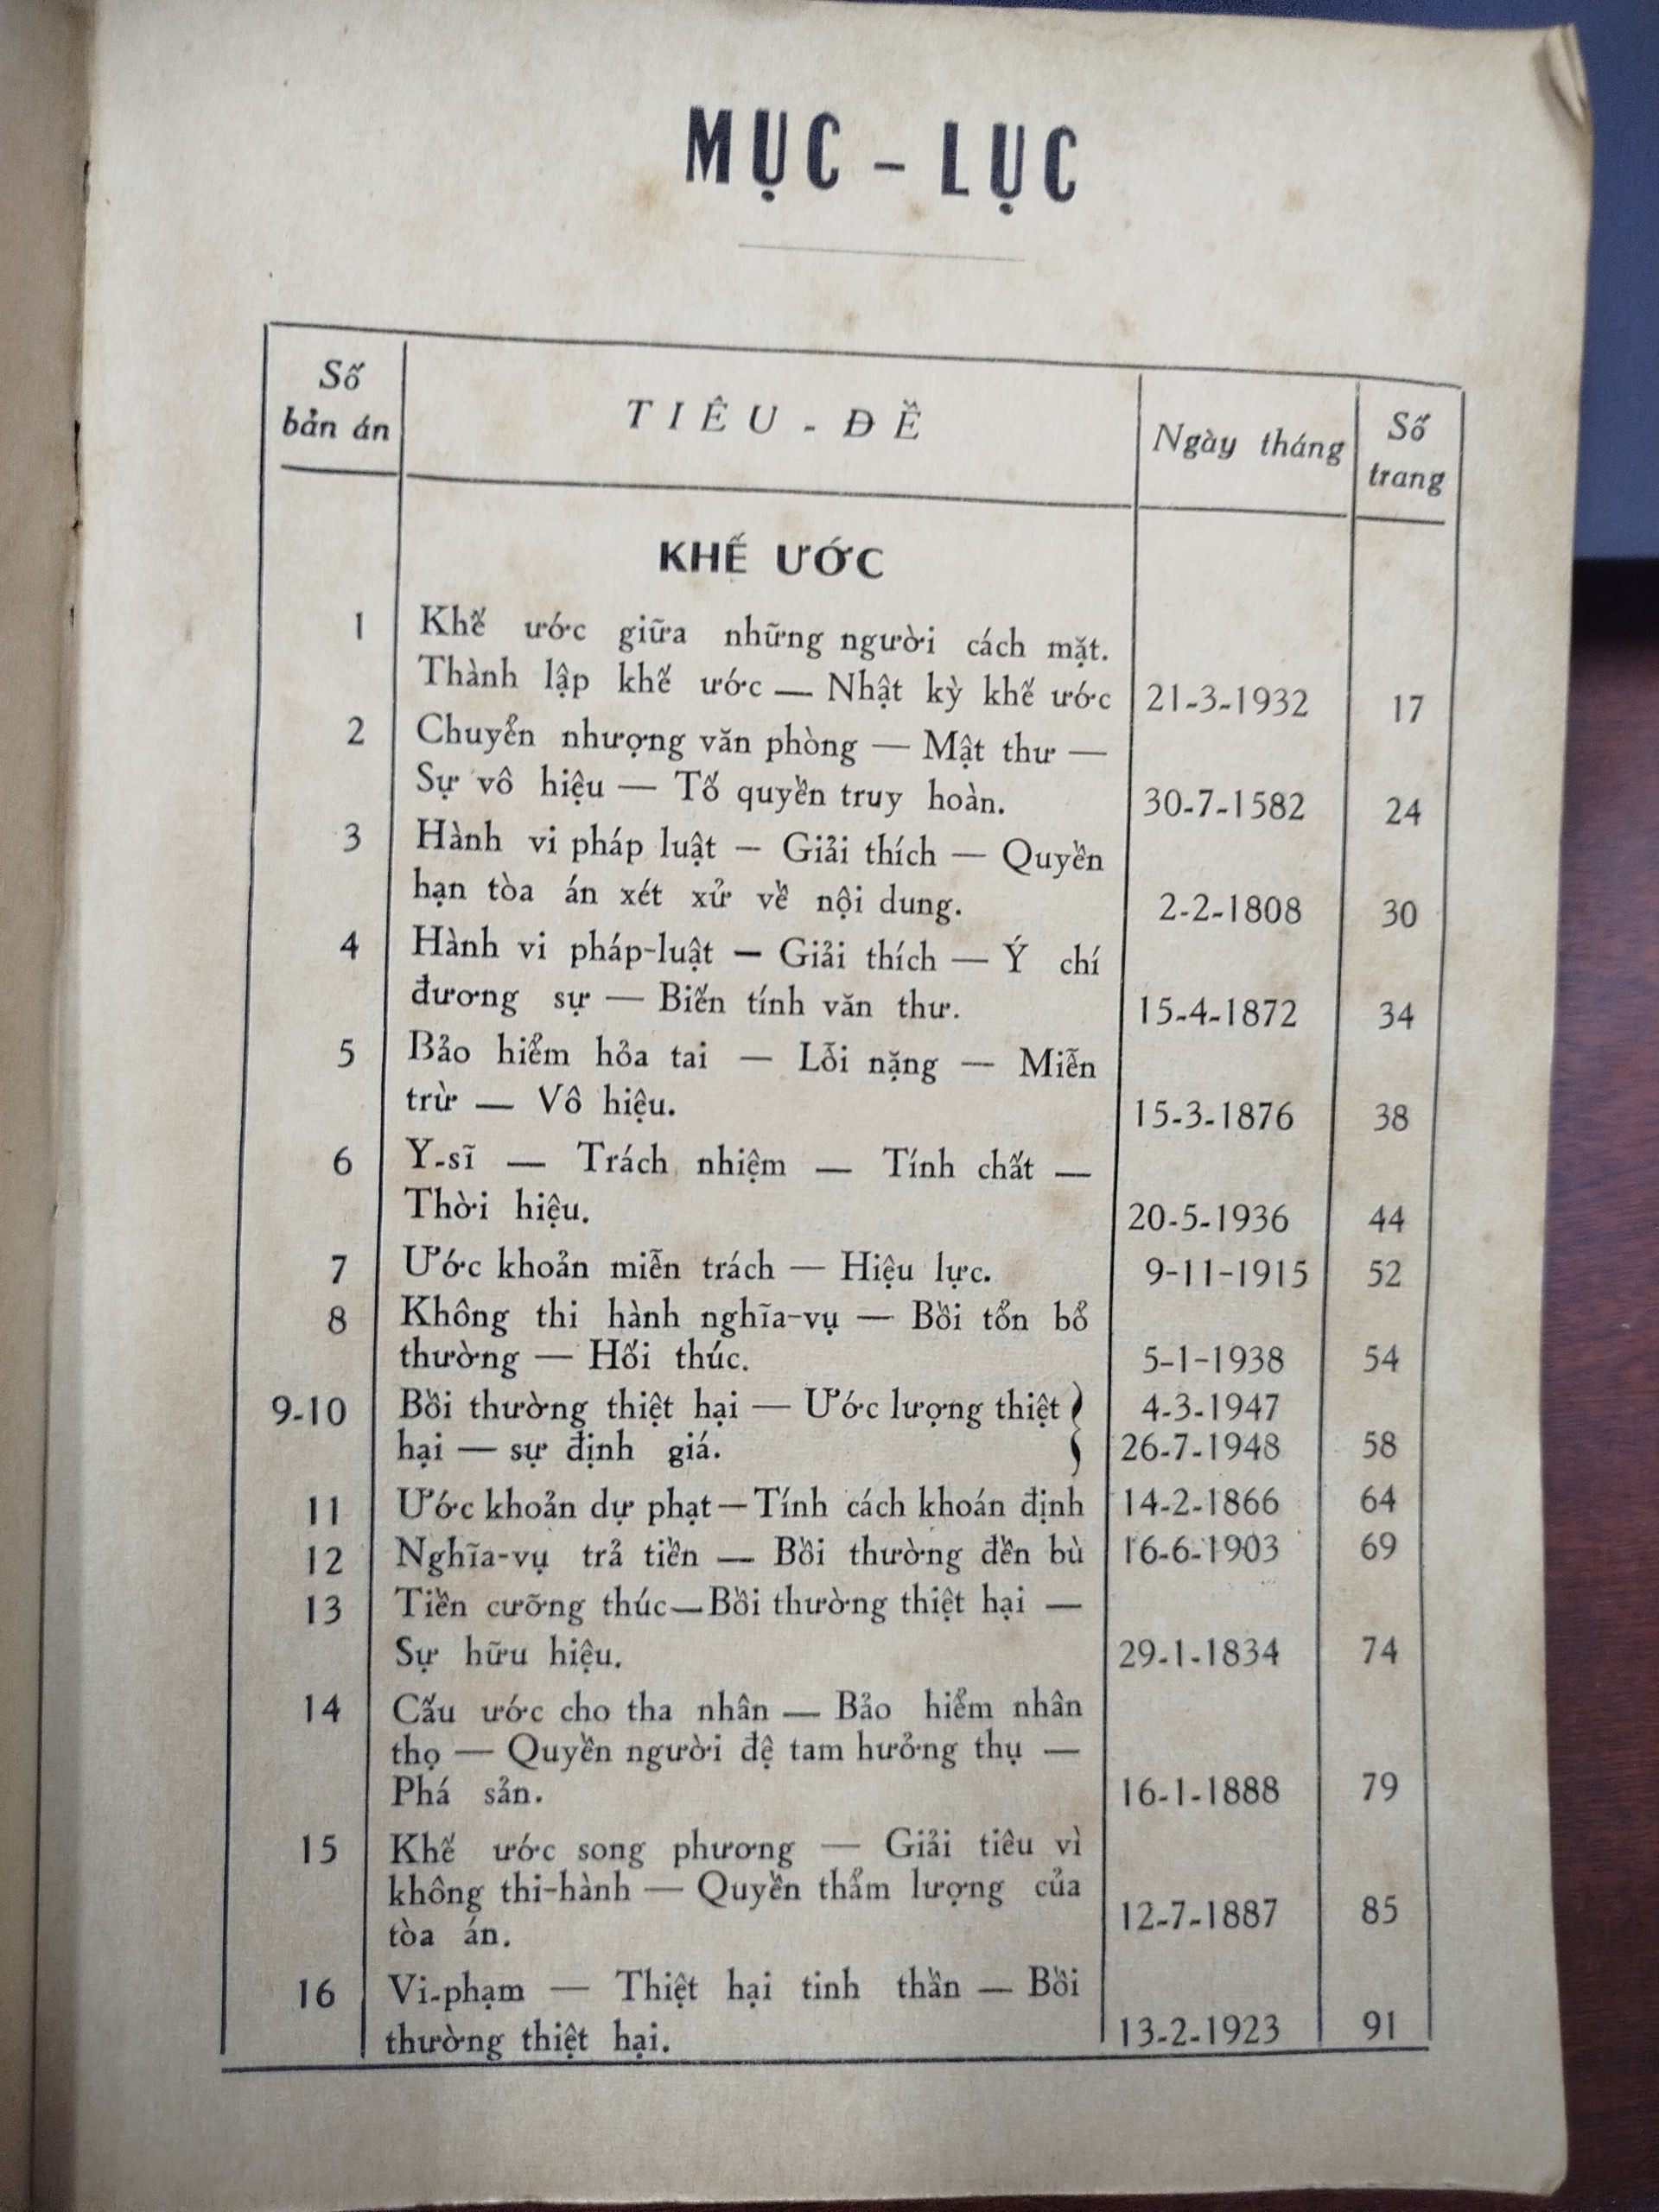 MỤC - LỤC
Số bản án | TIÊU - ĐỀ | Ngày tháng | Số trang
KHẾ ƯỚC
1 Khế ước giữa những người cách mặt.
Thành lập khế ước — Nhật kỳ khế ước 21-3-1932 17
2 Chuyển nhượng văn phòng — Mật thư —
Sự vô hiệu — Tố quyền truy hoàn. 30-7-1582 24
3 Hành vi pháp luật — Giải thích — Quyền
hạn tòa án xét xử về nội dung. 2-2-1808 30
4 Hành vi pháp-luật — Giải thích — Ý chí
đương sự — Biến tính văn thư. 15-4-1872 34
5 Bảo hiểm hỏa tai — Lỗi nặng — Miễn
trừ — Vô hiệu. 15-3-1876 38
6 Y-sĩ — Trách nhiệm — Tính chất —
Thời hiệu. 20-5-1936 44
7 Ước khoản miễn trách — Hiệu lực. 9-11-1915 52
8 Không thi hành nghĩa-vụ — Bồi tổn bổ
thường — Hối thúc. 5-1-1938 54
9-10 Bồi thường thiệt hại — Ước lượng thiệt 4-3-1947
hại — sự định giá. 26-7-1948 58
11 Ước khoản dự phạt — Tính cách khoán định 14-2-1866 64
12 Nghĩa-vụ trả tiền — Bồi thường đền bù 16-6-1903 69
13 Tiền cưỡng thúc — Bồi thường thiệt hại —
Sự hữu hiệu. 29-1-1834 74
14 Cấu ước cho tha nhân — Bảo hiểm nhân
thọ — Quyền người đệ tam hưởng thụ —
Phá sản. 16-1-1888 79
15 Khế ước song phương — Giải tiêu vì
không thi-hành — Quyền thẩm lượng của
tòa án. 12-7-1887 85
16 Vi-phạm — Thiệt hại tinh thần — Bồi
thường thiệt hại. 13-2-1923 91